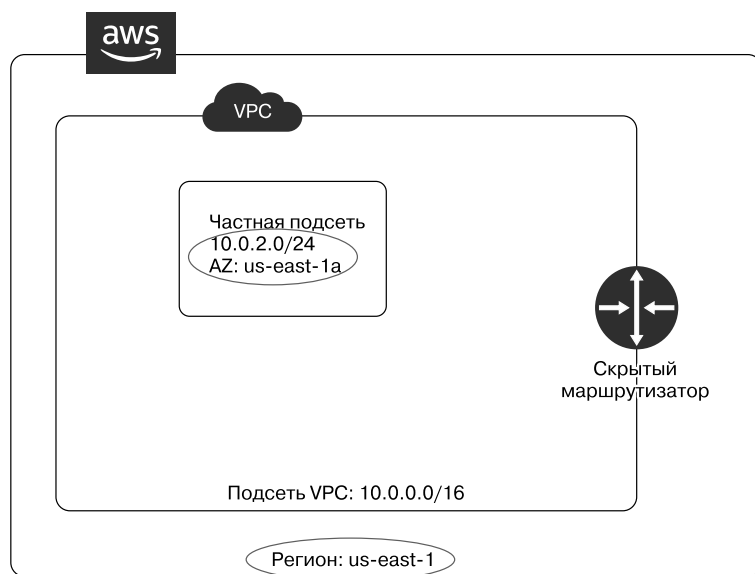 aws
VPC
Частная подсеть
10.0.2.0/24
AZ: us-east-1a
Скрытый
маршрутизатор
Подсеть VPC: 10.0.0.0/16
Регион: us-east-1